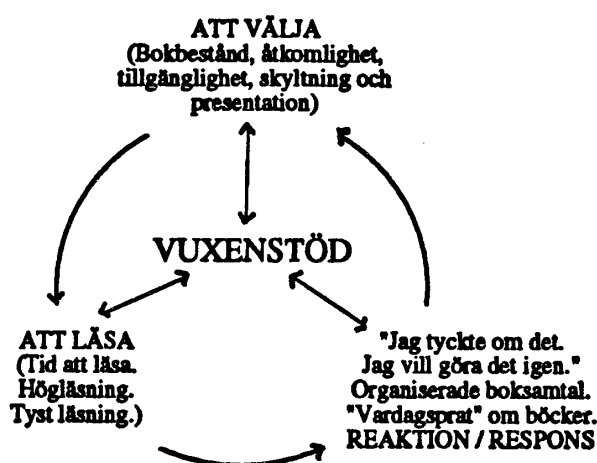 ATT VÄLJA
(Bokbestånd, åtkomlighet,
tillgänglighet, skyltning och
presentation)
VUXENSTÖD
ATT LÄSA
(Tid att läsa.
Högläsning.
Tyst läsning.)
"Jag tyckte om det.
Jag vill göra det igen."
Organiserade boksamtal.
"Vardagsprat" om böcker.
REAKTION / RESPONS